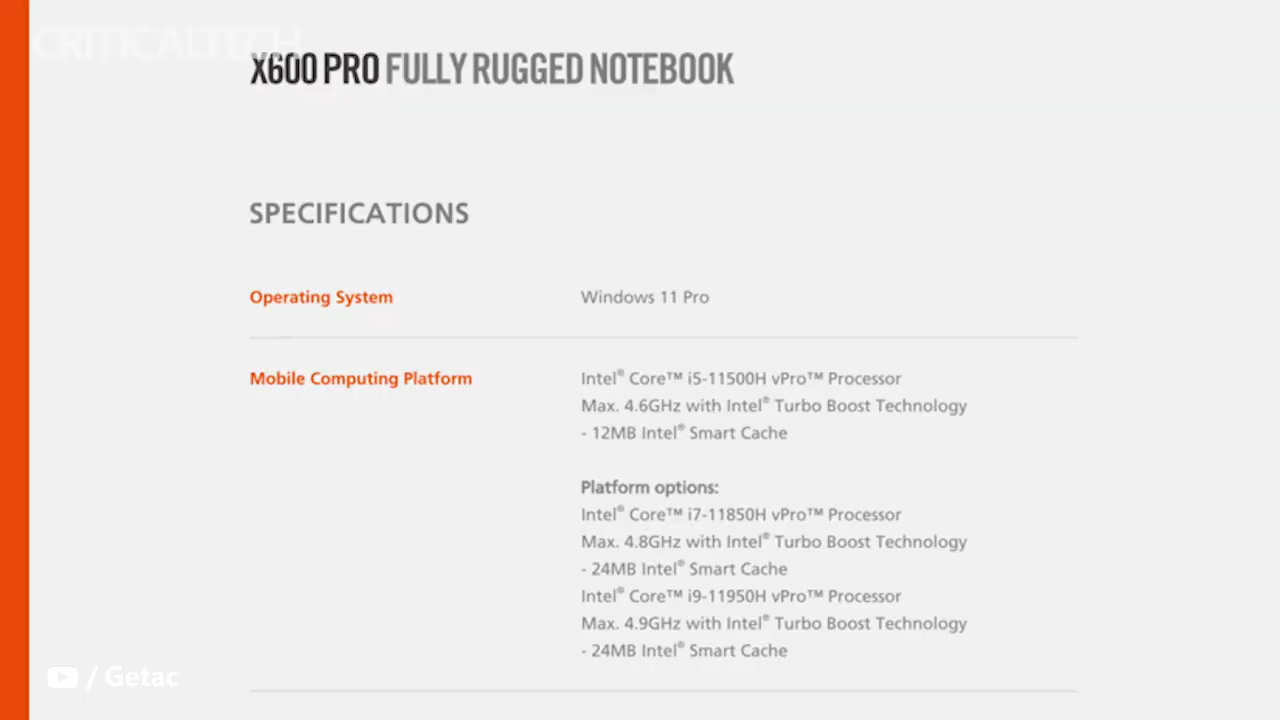 CRITICALTECH
X600 PRO FULLY RUGGED NOTEBOOK
SPECIFICATIONS
Operating System
Windows 11 Pro
Mobile Computing Platform
Intel® Core™ i5-11500H vPro™ Processor
Max. 4.6GHz with Intel® Turbo Boost Technology
- 12MB Intel® Smart Cache
Platform options:
Intel® Core™ i7-11850H vPro™ Processor
Max. 4.8GHz with Intel® Turbo Boost Technology
- 24MB Intel® Smart Cache
Intel® Core™ i9-11950H vPro™ Processor
Max. 4.9GHz with Intel® Turbo Boost Technology
- 24MB Intel® Smart Cache
/ Getac